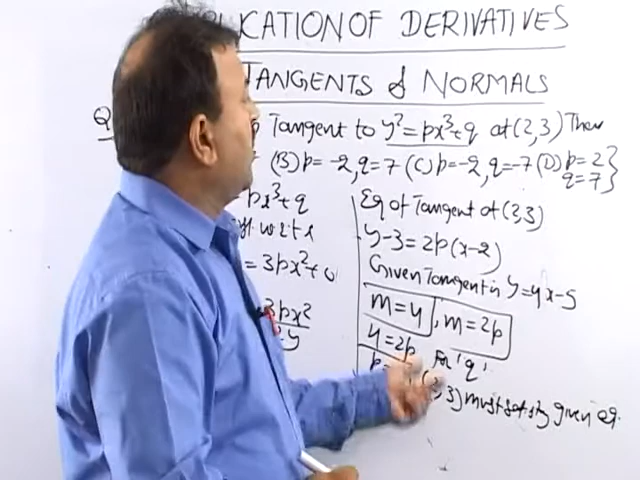 ICATION OF DERIVATIVES
TANGENTS & NORMALS
Q
Tangent to y²=px³+q at (2,3) Then
(B) p=-2, q=7 (C) p=-2, q=-7 (D) p=2
q=7}
px³+q
w.r.t x
=3px²+0
3px²
y
Eq of Tangent at (2,3)
y-3=2p(x-2)
Given Tangent is y=4x-5
m=4, m=2p
4=2p
For 'q'
3) must satisfy given eq.